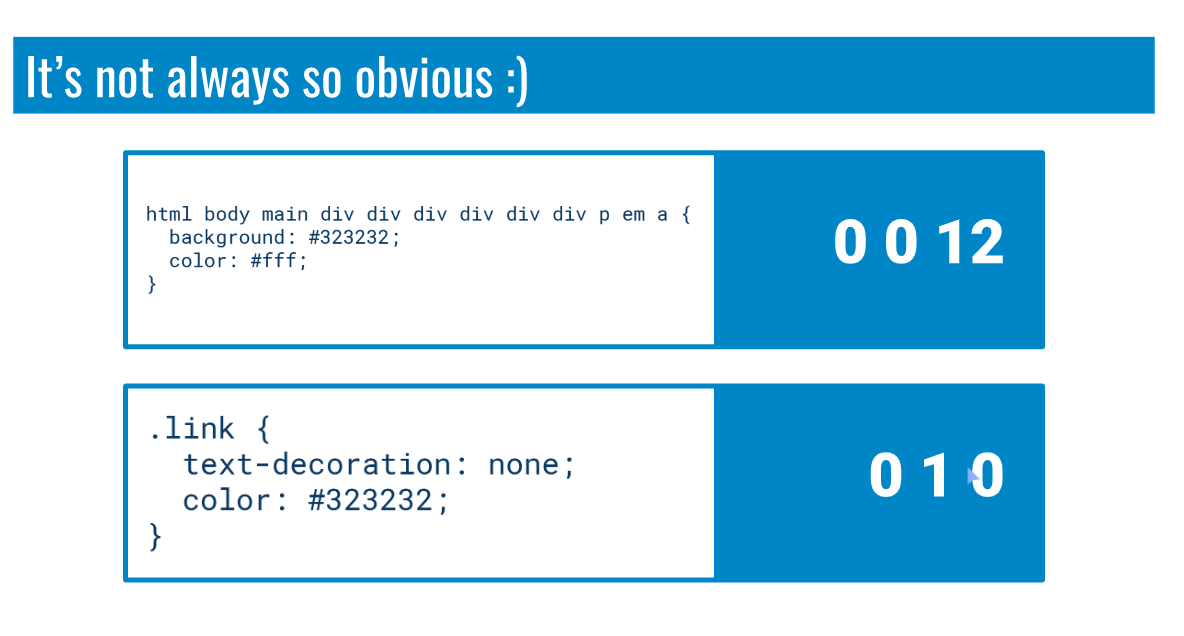 It’s not always so obvious :)
html body main div div div div div div p em a {
  background: #323232;
  color: #fff;
}
0 0 12
.link {
  text-decoration: none;
  color: #323232;
}
0 1 0